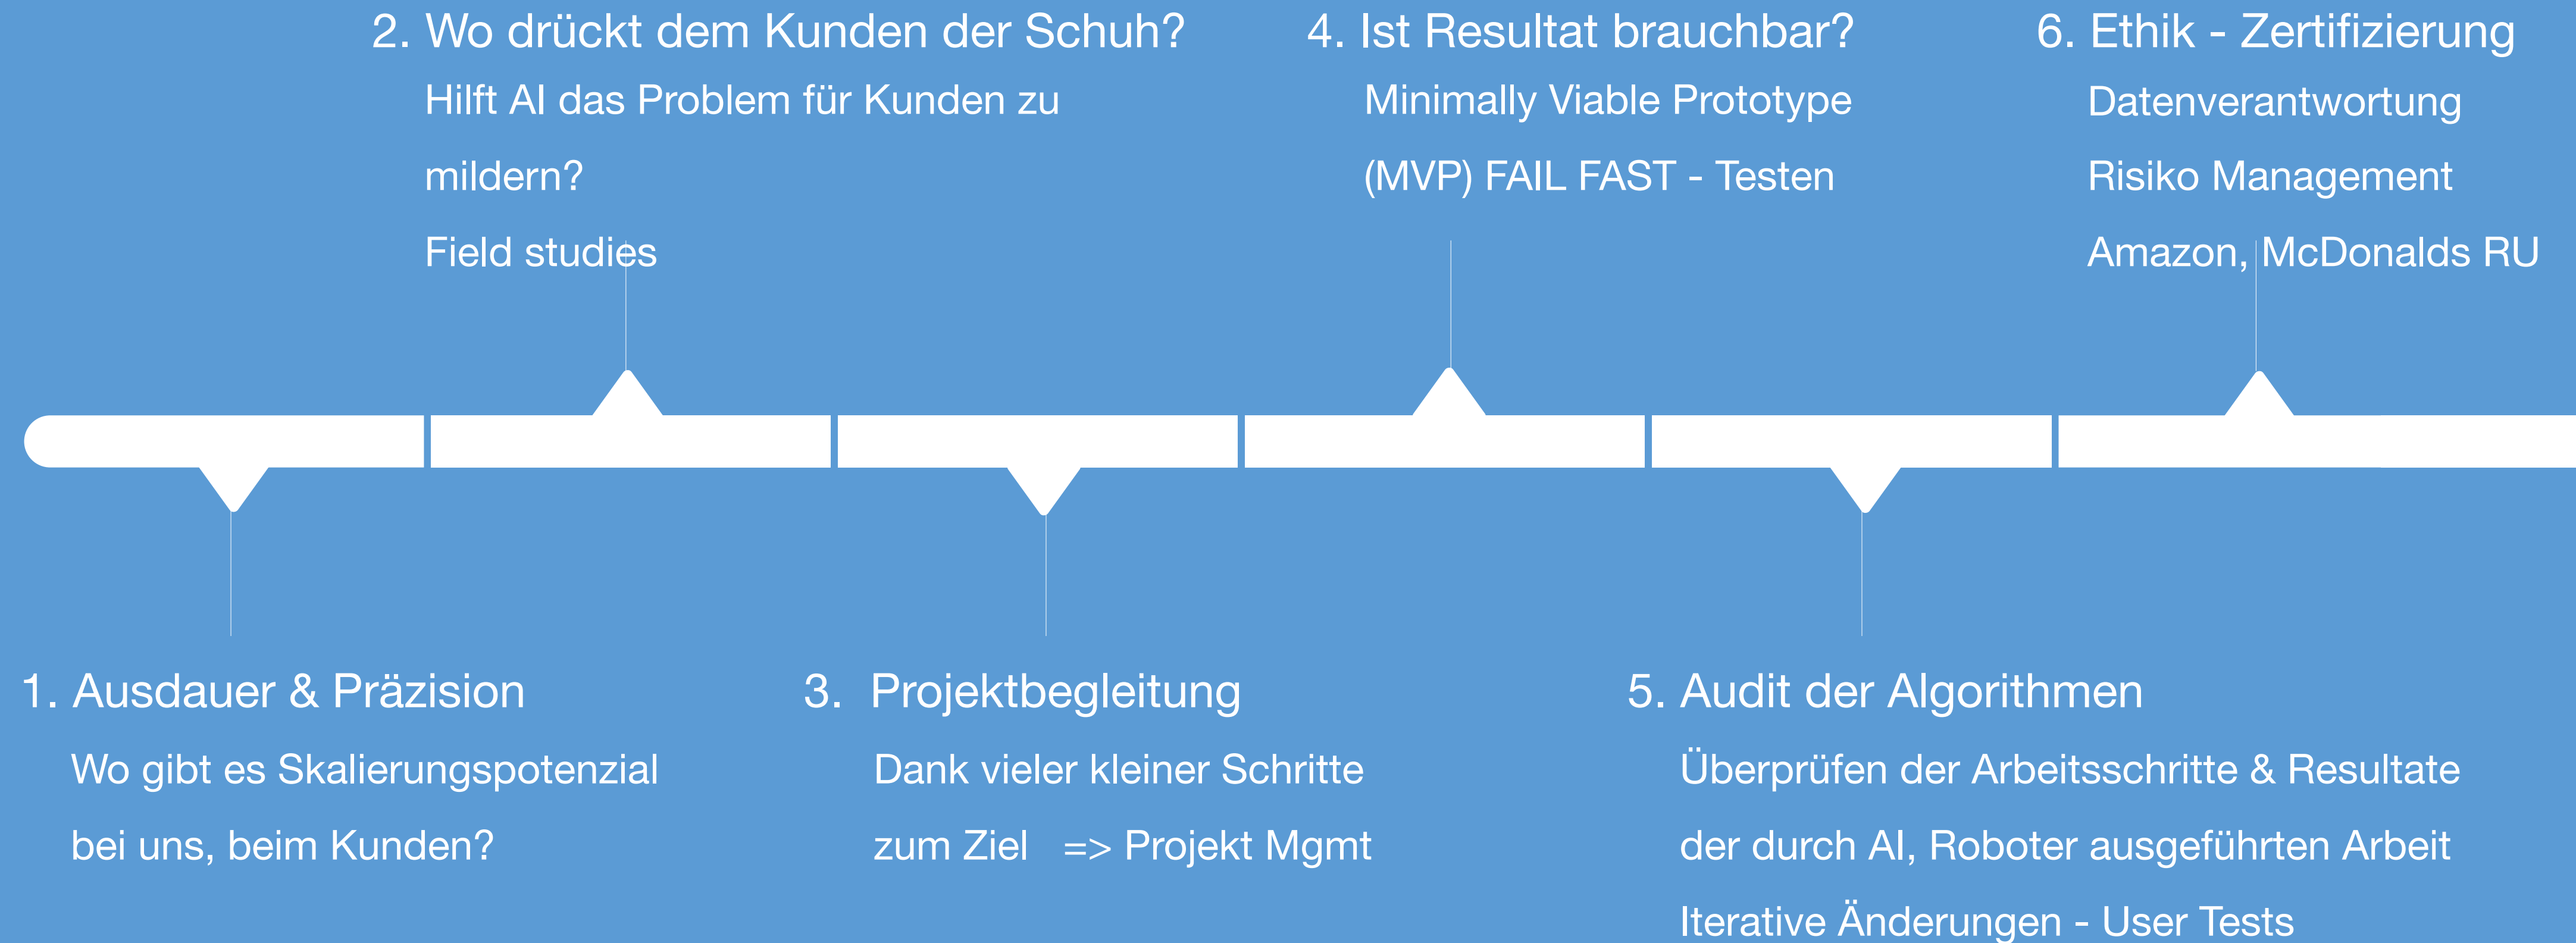 2. Wo drückt dem Kunden der Schuh?
Hilft AI das Problem für Kunden zu
mildern?
Field studies
4. Ist Resultat brauchbar?
Minimally Viable Prototype
(MVP) FAIL FAST - Testen
6. Ethik - Zertifizierung
Datenverantwortung
Risiko Management
Amazon, McDonalds RU
1. Ausdauer & Präzision
Wo gibt es Skalierungspotenzial
bei uns, beim Kunden?
3. Projektbegleitung
Dank vieler kleiner Schritte
zum Ziel => Projekt Mgmt
5. Audit der Algorithmen
Überprüfen der Arbeitsschritte & Resultate
der durch AI, Roboter ausgeführten Arbeit
Iterative Änderungen - User Tests